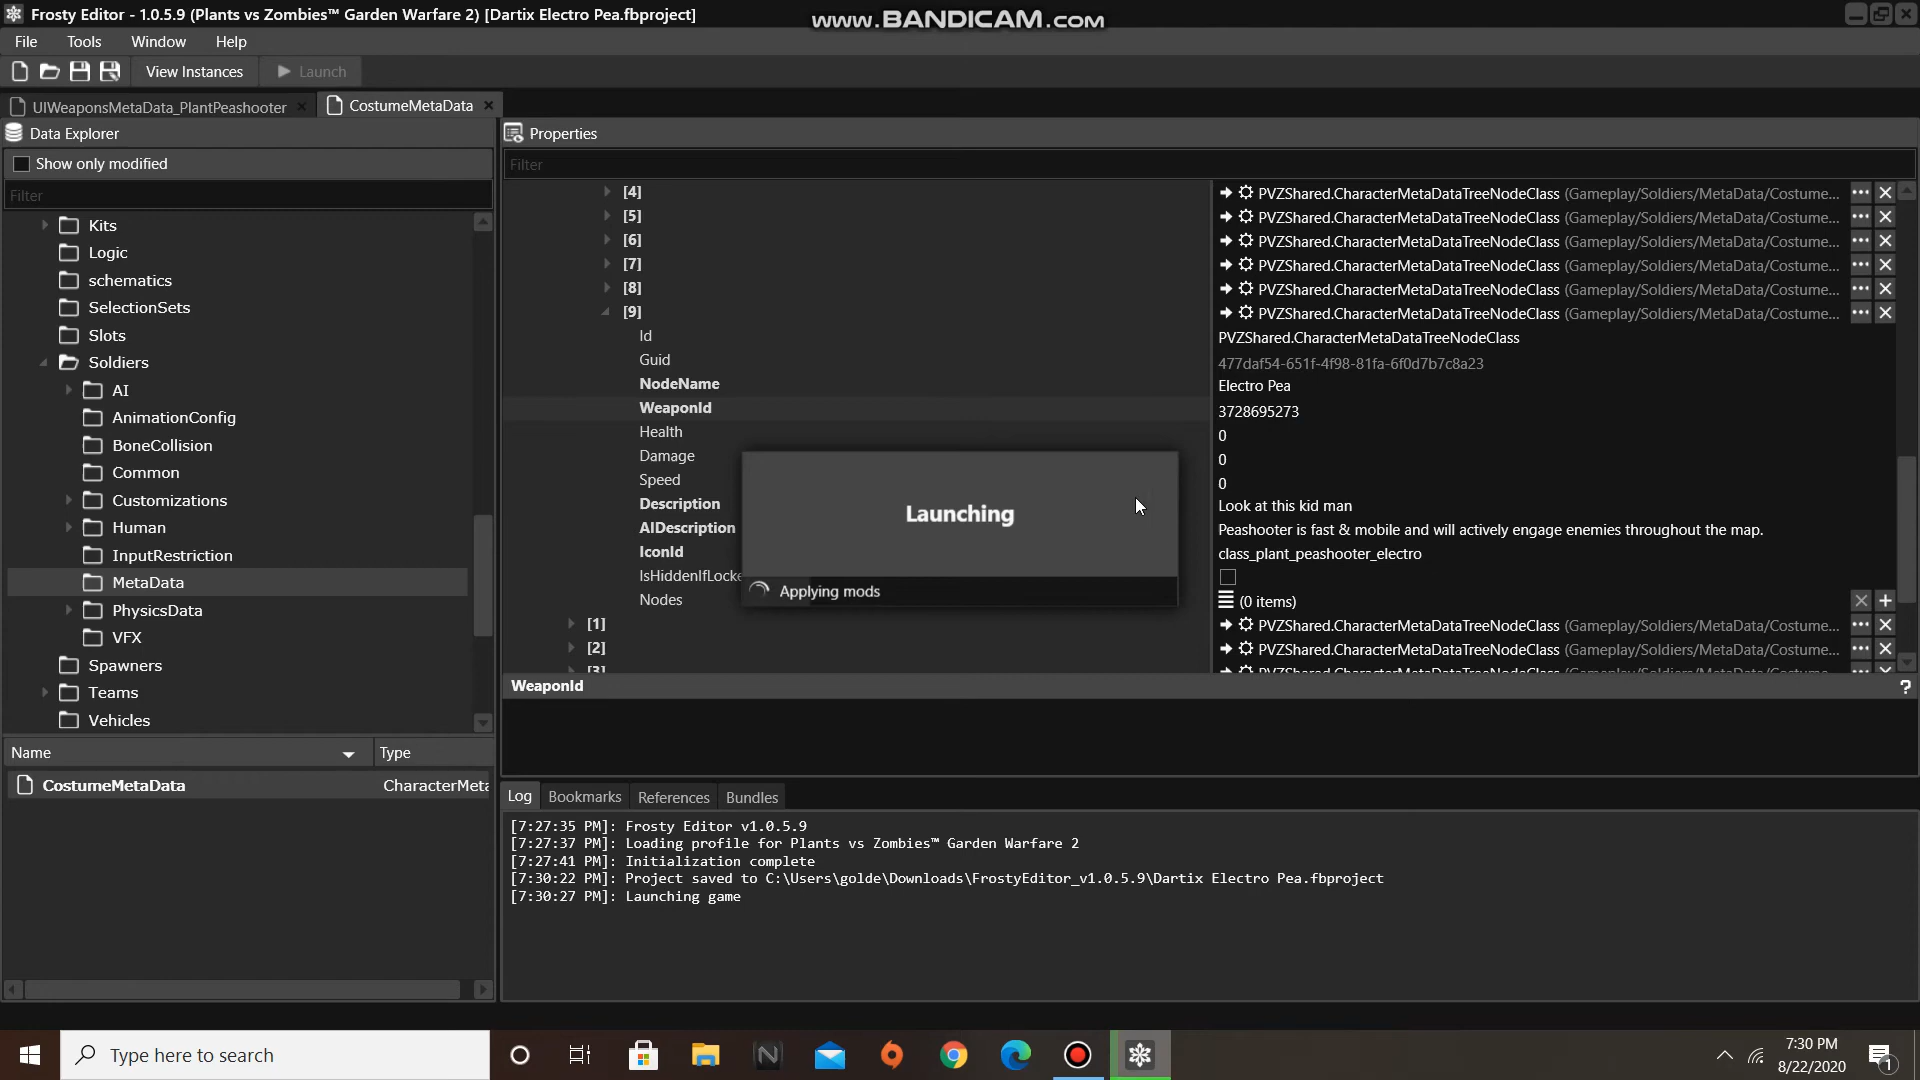 Frosty Editor - 1.0.5.9 (Plants vs Zombies™ Garden Warfare 2) [Dartix Electro Pea.fbproject]
www.BANDICAM.com
File Tools Window Help
View Instances Launch
UIWeaponsMetaData_PlantPeashooter
CostumeMetaData
Data Explorer
Show only modified
Filter
Kits
Logic
schematics
SelectionSets
Slots
Soldiers
AI
AnimationConfig
BoneCollision
Common
Customizations
Human
InputRestriction
MetaData
PhysicsData
VFX
Spawners
Teams
Vehicles
Name Type
CostumeMetaData CharacterMeta
Properties
Filter
[4] PVZShared.CharacterMetaDataTreeNodeClass (Gameplay/Soldiers/MetaData/Costume...
[5] PVZShared.CharacterMetaDataTreeNodeClass (Gameplay/Soldiers/MetaData/Costume...
[6] PVZShared.CharacterMetaDataTreeNodeClass (Gameplay/Soldiers/MetaData/Costume...
[7] PVZShared.CharacterMetaDataTreeNodeClass (Gameplay/Soldiers/MetaData/Costume...
[8] PVZShared.CharacterMetaDataTreeNodeClass (Gameplay/Soldiers/MetaData/Costume...
[9] PVZShared.CharacterMetaDataTreeNodeClass (Gameplay/Soldiers/MetaData/Costume...
Id PVZShared.CharacterMetaDataTreeNodeClass
Guid 477daf54-651f-4f98-81fa-6f0d7b7c8a23
NodeName Electro Pea
WeaponId 3728695273
Health 0
Damage 0
Speed 0
Description Look at this kid man
AIDescription Peashooter is fast & mobile and will actively engage enemies throughout the map.
IconId class_plant_peashooter_electro
IsHiddenIfLocke
Nodes (0 items)
[1] PVZShared.CharacterMetaDataTreeNodeClass (Gameplay/Soldiers/MetaData/Costume...
[2] PVZShared.CharacterMetaDataTreeNodeClass (Gameplay/Soldiers/MetaData/Costume...
[3] PVZShared.CharacterMetaDataTreeNodeClass (Gameplay/Soldiers/MetaData/Costume...
Launching
Applying mods
WeaponId ?
Log Bookmarks References Bundles
[7:27:35 PM]: Frosty Editor v1.0.5.9
[7:27:37 PM]: Loading profile for Plants vs Zombies™ Garden Warfare 2
[7:27:41 PM]: Initialization complete
[7:30:22 PM]: Project saved to C:\Users\golde\Downloads\FrostyEditor_v1.0.5.9\Dartix Electro Pea.fbproject
[7:30:27 PM]: Launching game
Type here to search
N
7:30 PM
8/22/2020
1